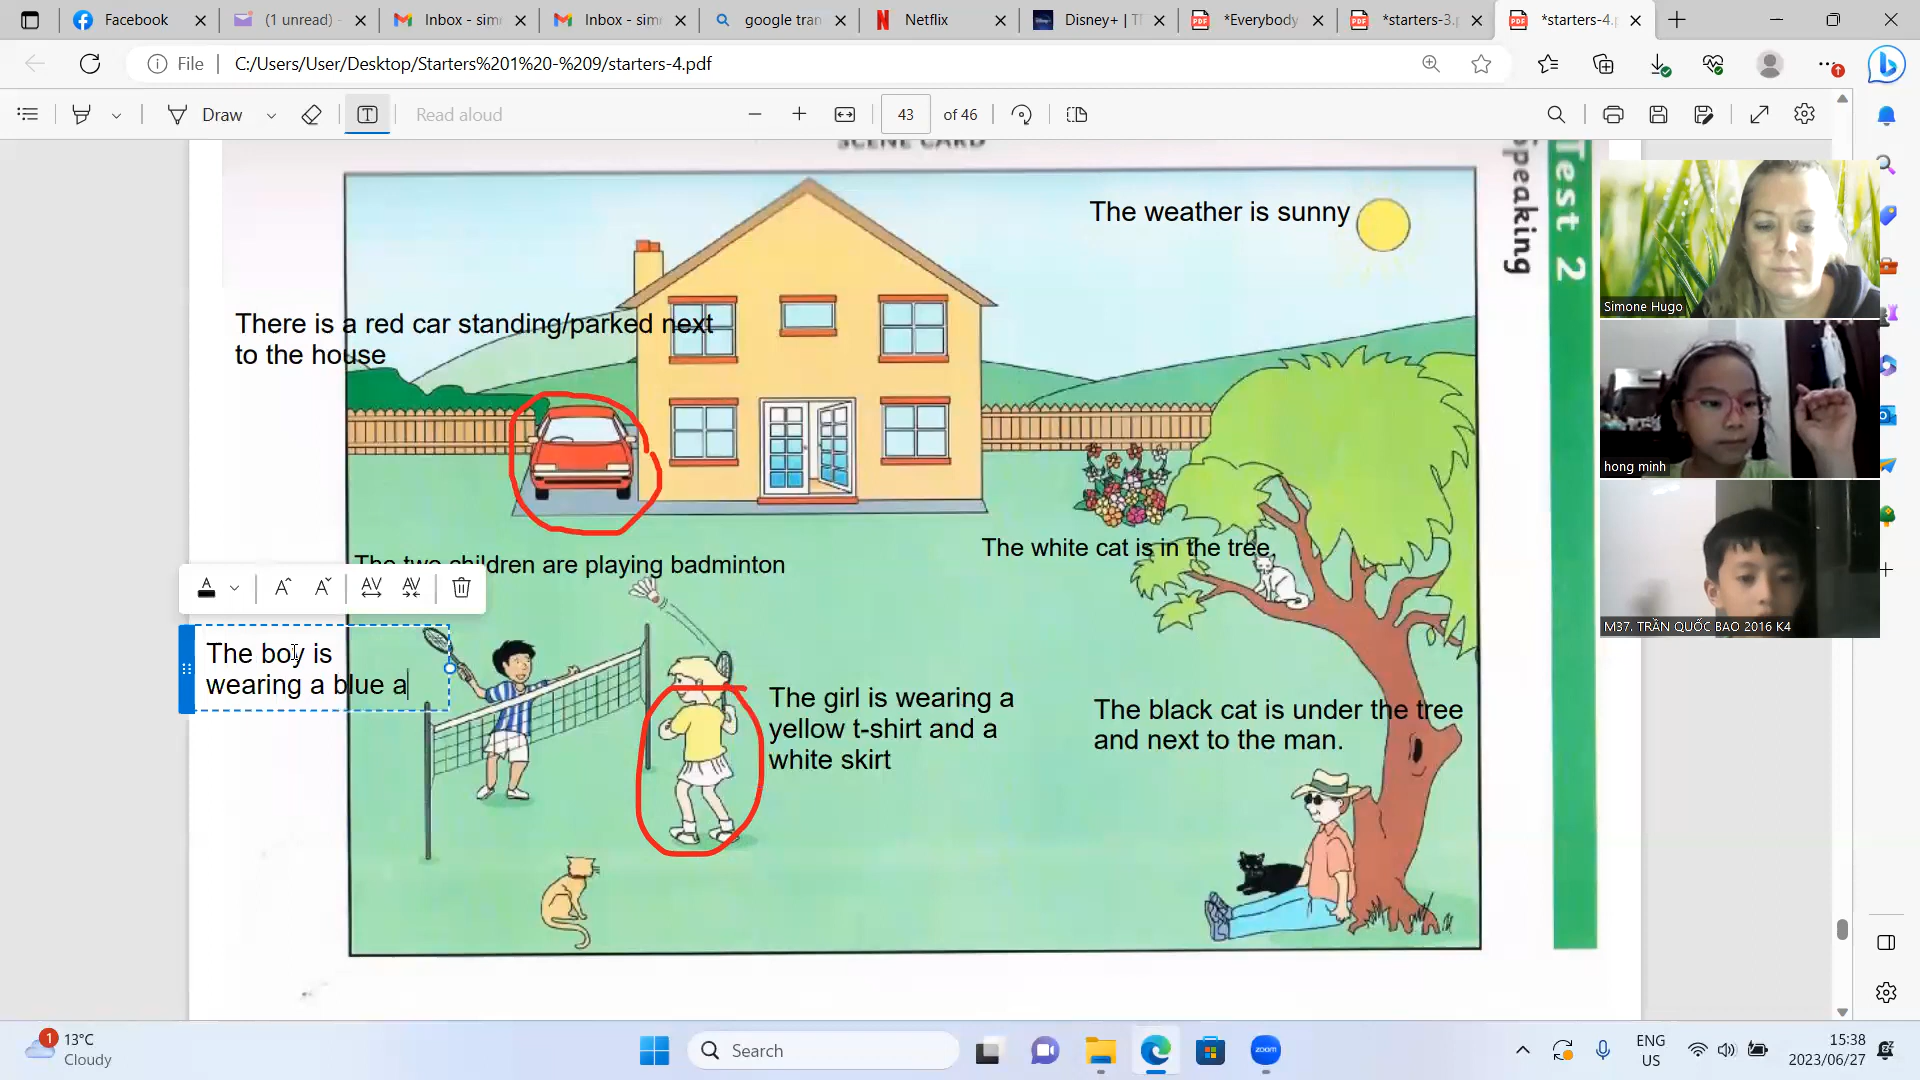 Facebook
(1 unread) -
Inbox - sim
Inbox - sim
google tran
Netflix
Disney+ | Th
*Everybody
*starters-3.p
*starters-4.p
File
C:/Users/User/Desktop/Starters%201%20-%209/starters-4.pdf
Draw
Read aloud
43
of 46
SCENE CARD
Test 2
Speaking
The weather is sunny
There is a red car standing/parked next
to the house
The two children are playing badminton
The white cat is in the tree.
The boy is
wearing a blue a
The girl is wearing a
yellow t-shirt and a
white skirt
The black cat is under the tree
and next to the man.
Simone Hugo
hong minh
M37. TRẦN QUỐC BẢO 2016 K4
1
13°C
Cloudy
Search
zoom
ENG
US
15:38
2023/06/27